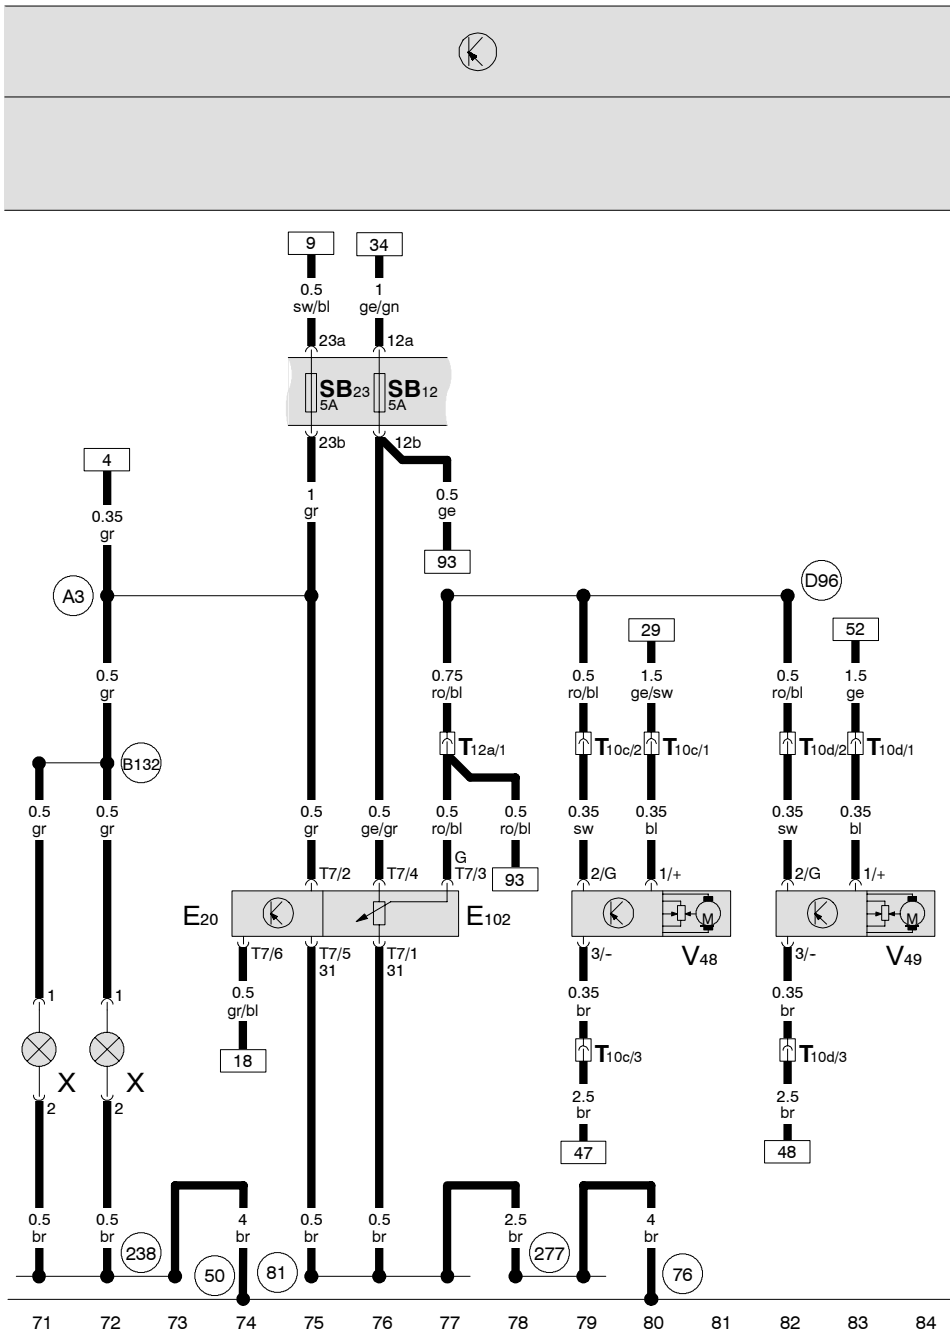 9 34
0.5 1
sw/bl ge/gn
23a 12a
SB23 SB12
5A 5A
23b 12b
4
1 0.5
gr ge
0.35
gr
93
A3 D96
29 52
0.5 0.75 0.5 1.5 0.5 1.5
gr ro/bl ro/bl ge/sw ro/bl ge
T12a/1 T10c/2 T10c/1 T10d/2 T10d/1
B132
0.5 0.5 0.5 0.5 0.5 0.5 0.35 0.35 0.35 0.35
gr gr gr ge/gr ro/bl ro/bl sw bl sw bl
G
T7/2 T7/4 T7/3 93 2/G 1/+ 2/G 1/+
E20 E102 M M
T7/6 T7/5 T7/1 3/- V48 3/- V49
31 31
1 1 0.5 0.35 0.35
gr/bl br br
18 T10c/3 T10d/3
X X
2 2 2.5 2.5
br br
47 48
0.5 0.5 4 0.5 0.5 2.5 4
br br br br br br br
238 50 81 277 76
71 72 73 74 75 76 77 78 79 80 81 82 83 84